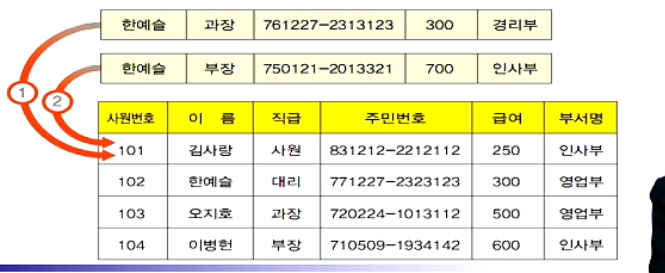 한예슬 과장 761227-2313123 300 경리부
한예슬 부장 750121-2013321 700 인사부
1
2
사원번호 이 름 직급 주민번호 급여 부서명
101 김사랑 사원 831212-2212112 250 인사부
102 한예슬 대리 771227-2323123 300 영업부
103 오지호 과장 720224-1013112 500 영업부
104 이병헌 부장 710509-1934142 600 인사부